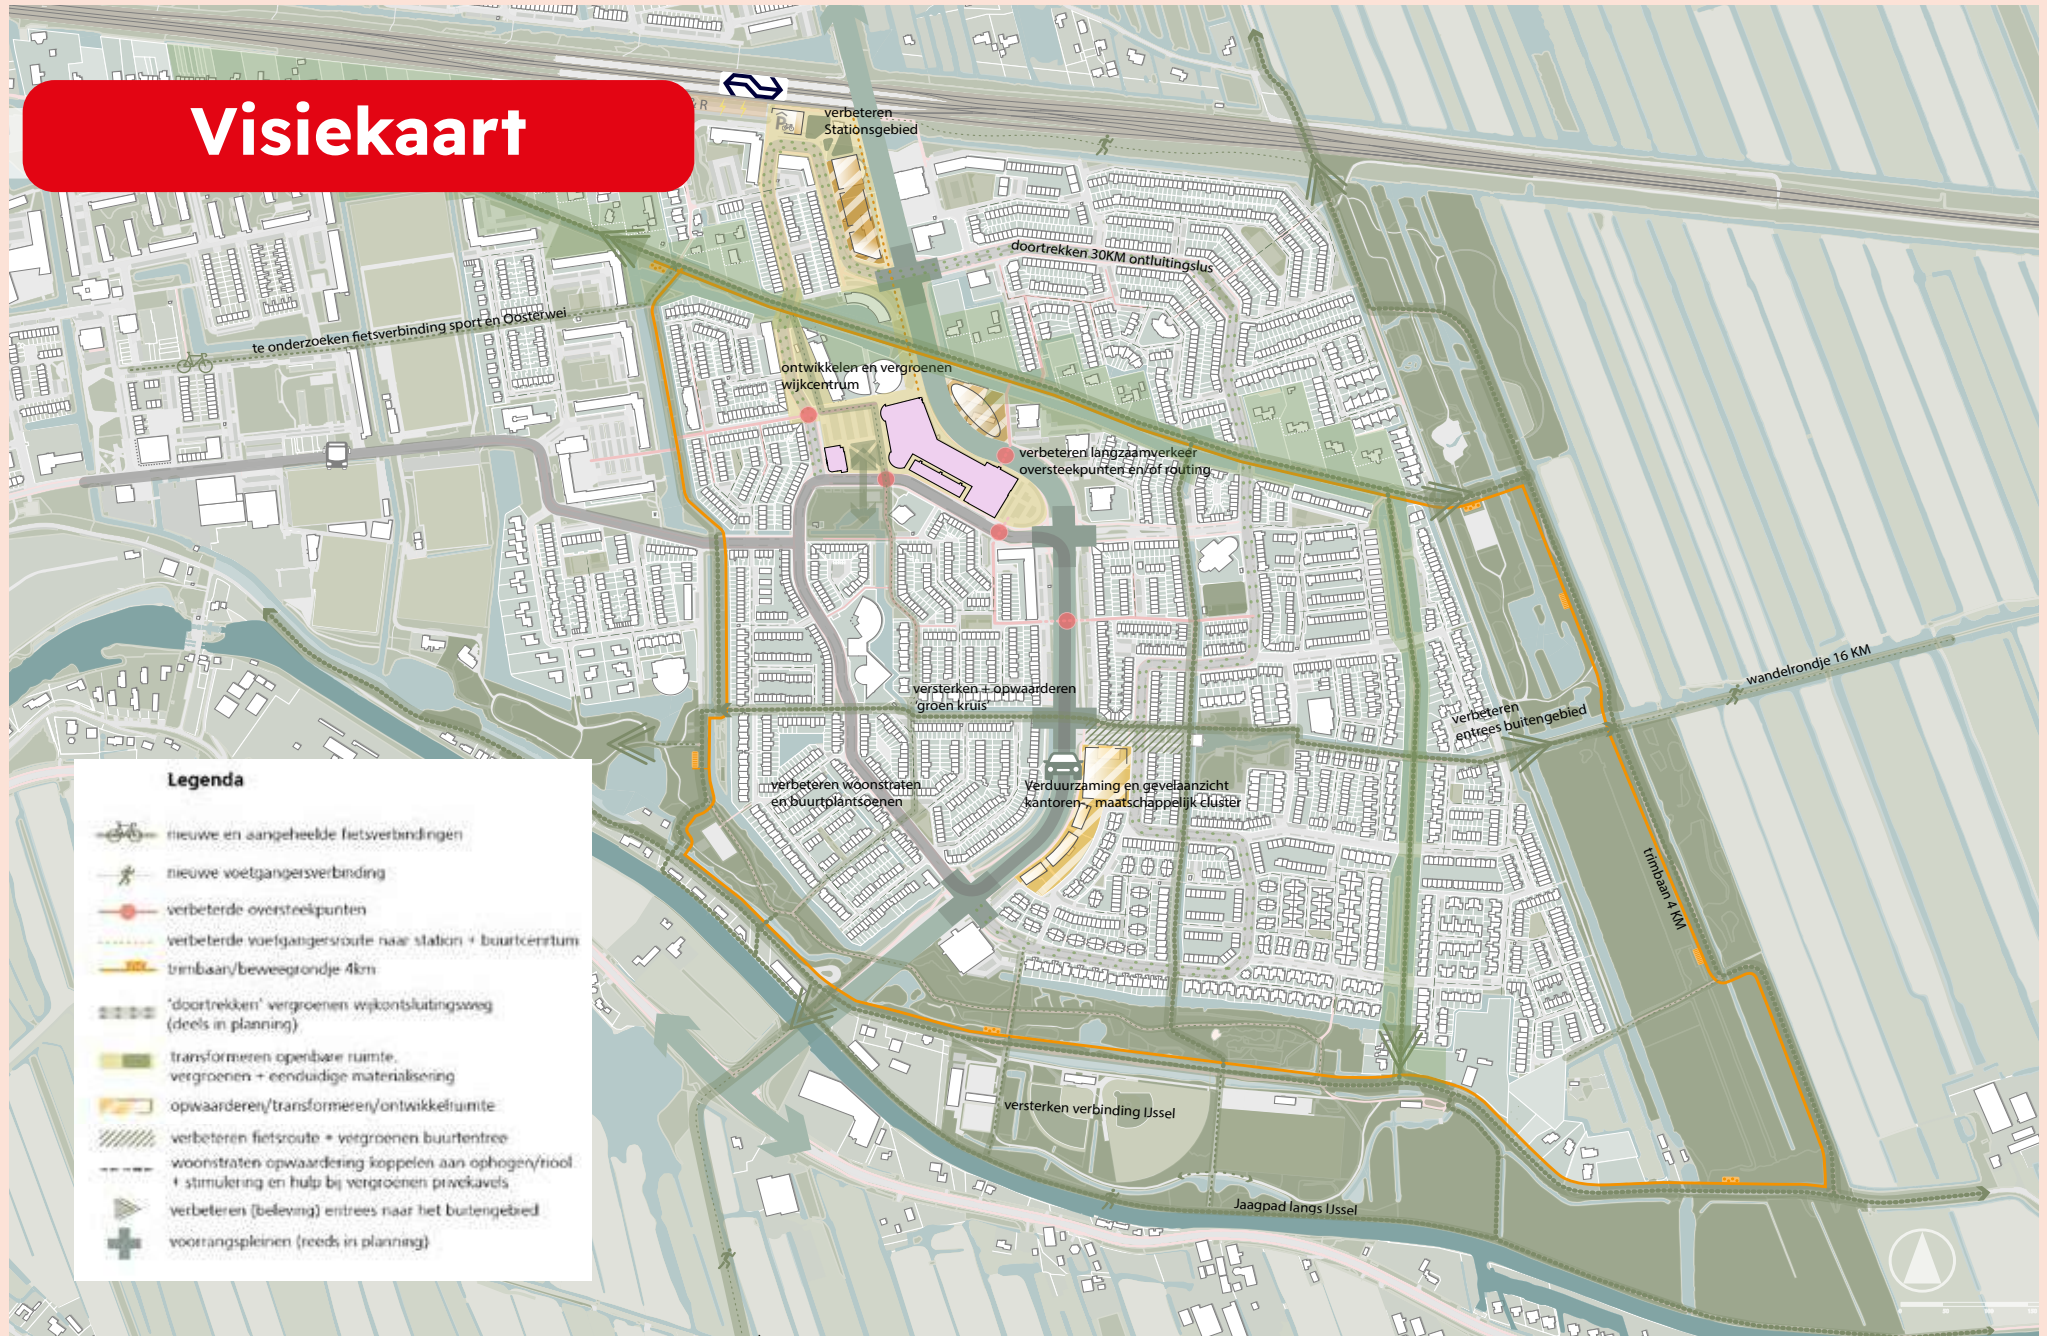 Visiekaart
&R
P
verbeteren
Stationsgebied
doortrekken 30KM ontluitingslus
te onderzoeken fietsverbinding sport en Oosterwei
ontwikkelen en vergroenen
wijkcentrum
verbeteren langzaamverkeer
oversteekpunten en/of routing
wandelrondje 16 KM
versterken + opwaarderen
'groen kruis'
verbeteren
entrees buitengebied
verbeteren woonstraten
en buurtplantsoenen
Verduurzaming en gevelaanzicht
kantoren-, maatschappelijk cluster
trimbaan 4 KM
versterken verbinding IJssel
Jaagpad langs IJssel
Legenda
nieuwe en aangeheelde fietsverbindingen
nieuwe voetgangersverbinding
verbeterde oversteekpunten
verbeterde voetgangersroute naar station + buurtcenrtum
trimbaan/beweegrondje 4km
'doortrekken' vergroenen wijkontsluitingsweg
(deels in planning)
transformeren openbare ruimte,
vergroenen + eenduidige materialisering
opwaarderen/transformeren/ontwikkelruimte
verbeteren fietsroute + vergroenen buurtentree
woonstraten opwaardering koppelen aan ophogen/riool
+ stimulering en hulp bij vergroenen privekavels
verbeteren (beleving) entrees naar het buitengebied
voorrangspleinen (reeds in planning)